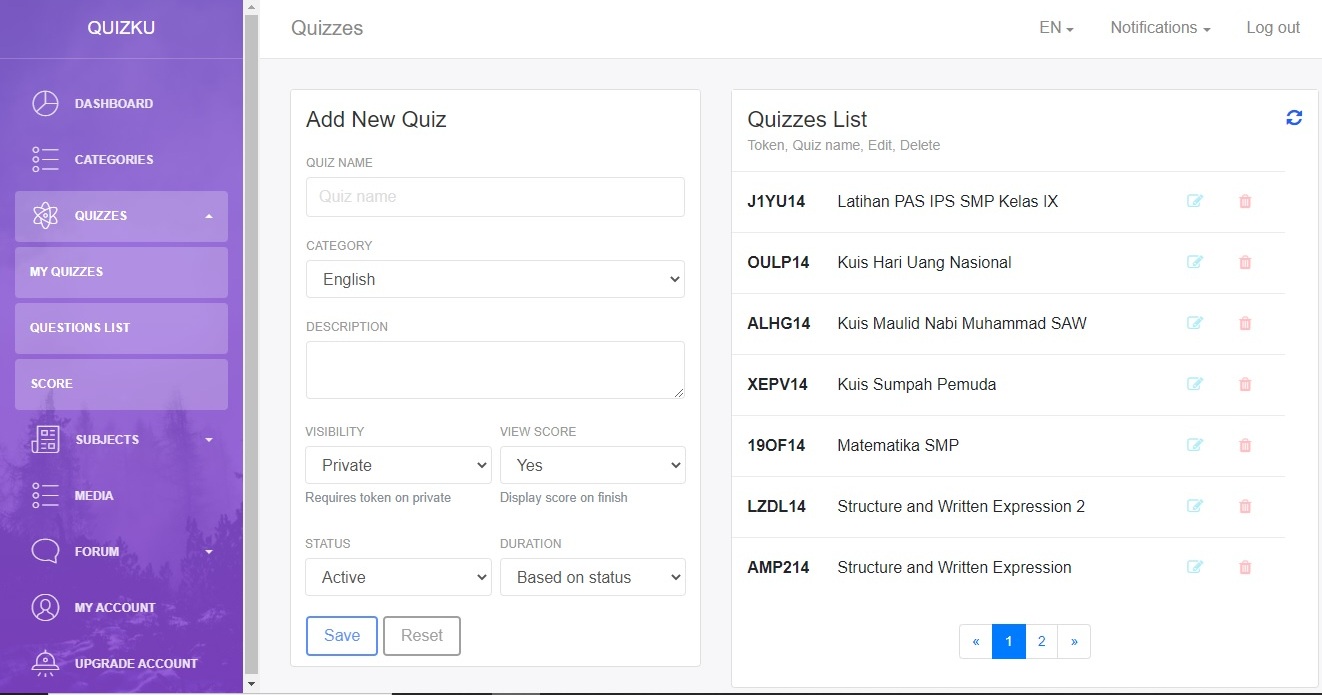 QUIZKU
DASHBOARD
CATEGORIES
QUIZZES
MY QUIZZES
QUESTIONS LIST
SCORE
SUBJECTS
MEDIA
FORUM
MY ACCOUNT
UPGRADE ACCOUNT
Quizzes
EN
Notifications
Log out
Add New Quiz
QUIZ NAME
Quiz name
CATEGORY
English
DESCRIPTION
VISIBILITY VIEW SCORE
Private Yes
Requires token on private Display score on finish
STATUS DURATION
Active Based on status
Save Reset
Quizzes List
Token, Quiz name, Edit, Delete
J1YU14 Latihan PAS IPS SMP Kelas IX
OULP14 Kuis Hari Uang Nasional
ALHG14 Kuis Maulid Nabi Muhammad SAW
XEPV14 Kuis Sumpah Pemuda
19OF14 Matematika SMP
LZDL14 Structure and Written Expression 2
AMP214 Structure and Written Expression
« 1 2 »